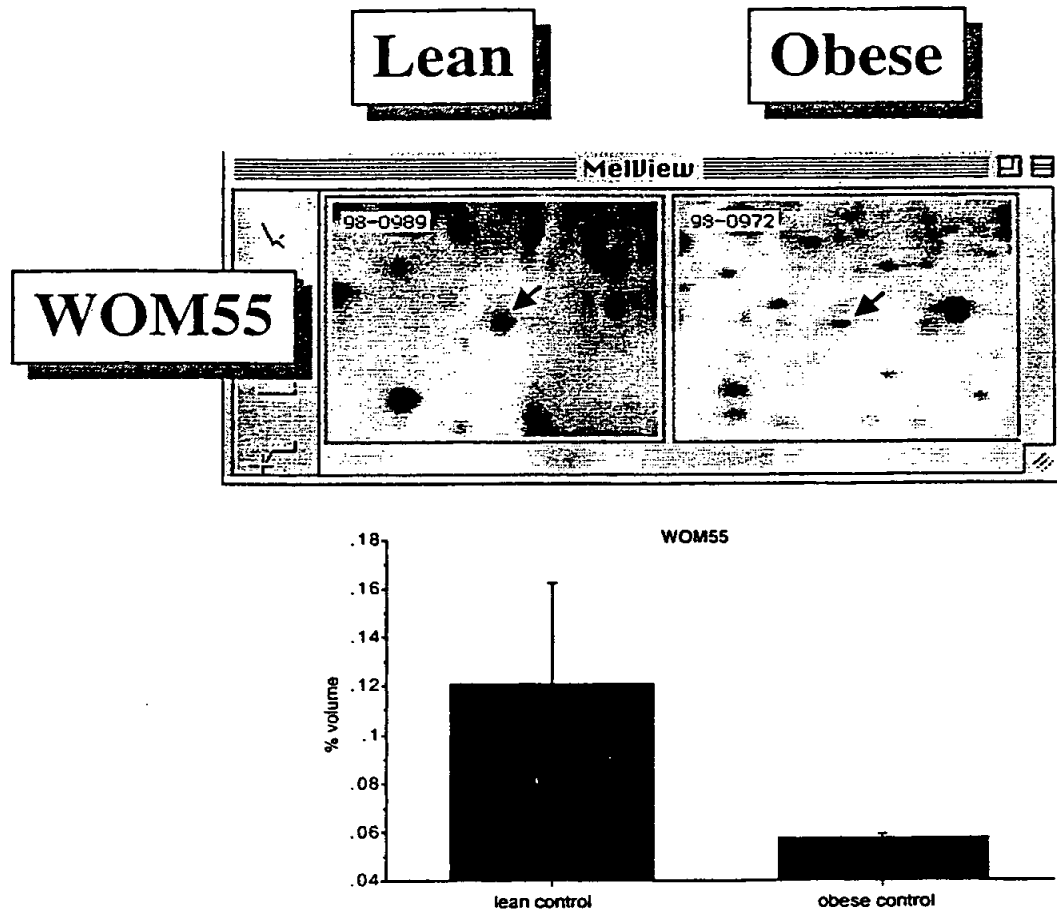 Lean
Obese
MelView
98-0989
98-0972
WOM55
WOM55
.18
.16
.14
.12
.1
.08
.06
.04
% volume
lean control
obese control